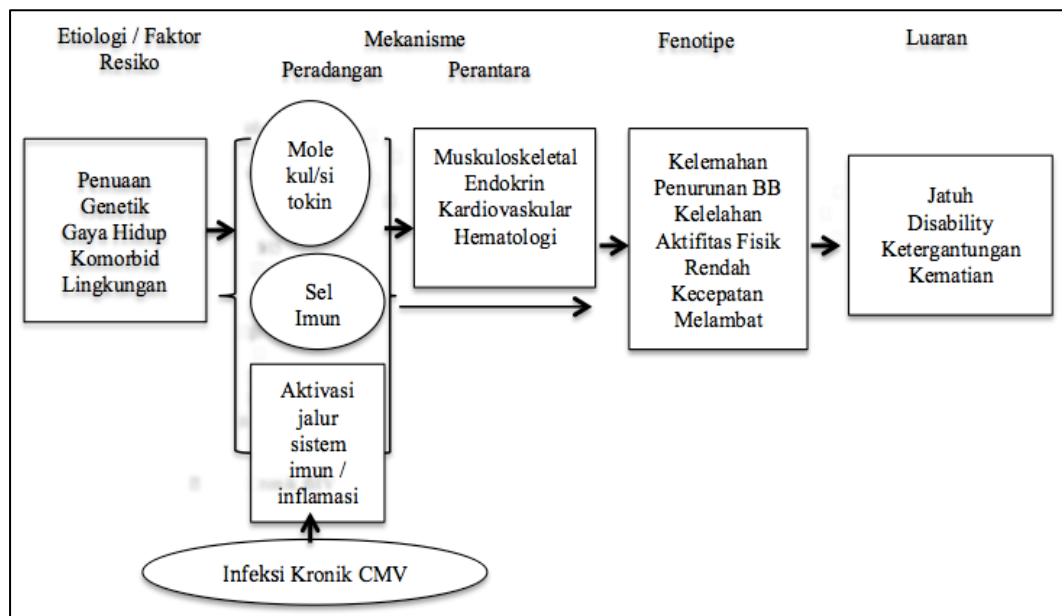 Etiologi / Faktor
Resiko
Mekanisme
Peradangan
Perantara
Fenotipe
Luaran
Penuaan
Genetik
Gaya Hidup
Komorbid
Lingkungan
Mole
kul/si
tokin
Sel
Imun
Aktivasi
jalur
sistem
imun /
inflamasi
Infeksi Kronik CMV
Muskuloskeletal
Endokrin
Kardiovaskular
Hematologi
Kelemahan
Penurunan BB
Kelelahan
Aktifitas Fisik
Rendah
Kecepatan
Melambat
Jatuh
Disability
Ketergantungan
Kematian